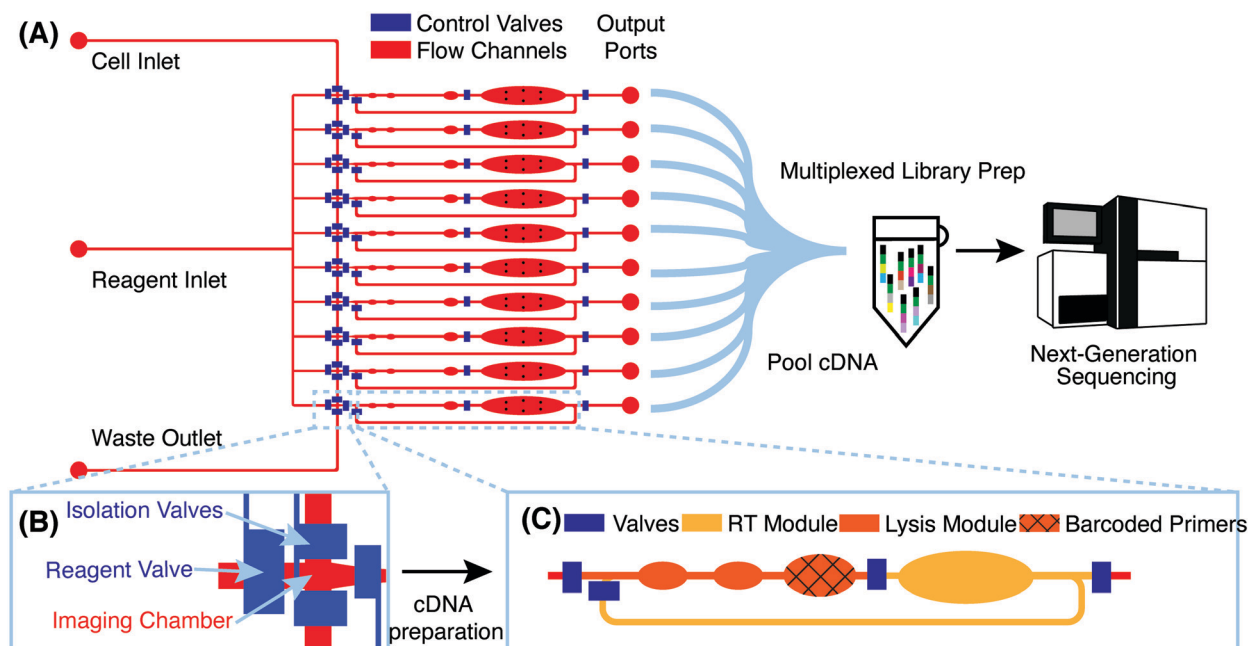 (A)
Control Valves
Flow Channels
Output
Ports
Cell Inlet
Reagent Inlet
Waste Outlet
Multiplexed Library Prep
Pool cDNA
Next-Generation
Sequencing
(B)
Isolation Valves
Reagent Valve
Imaging Chamber
cDNA
preparation
(C)
Valves
RT Module
Lysis Module
Barcoded Primers